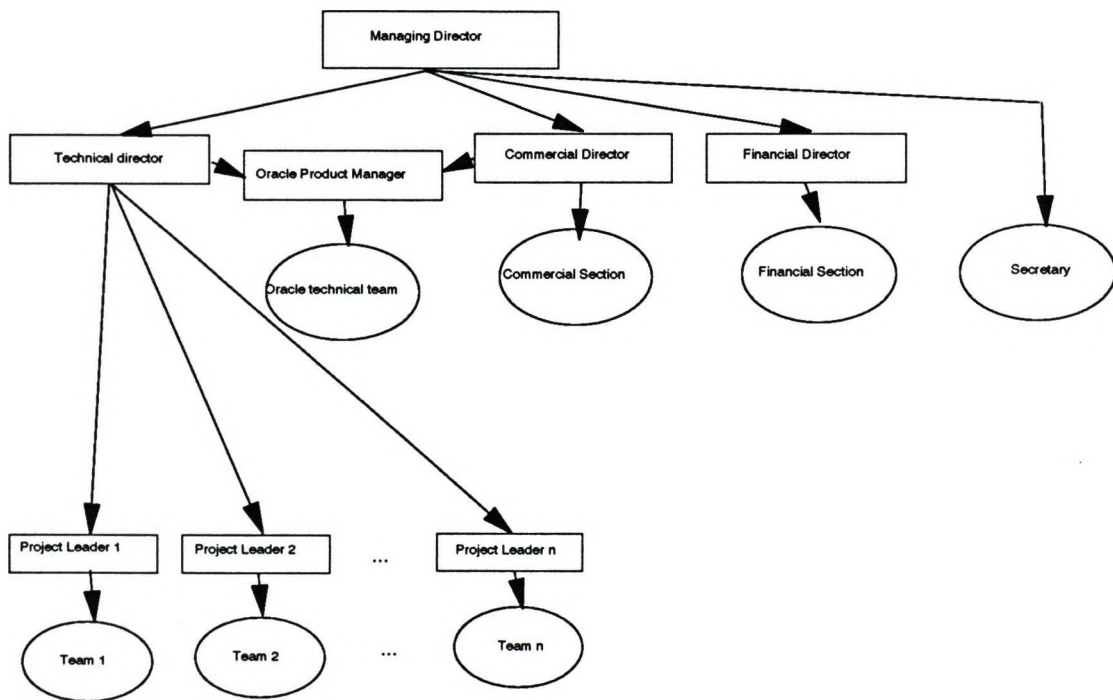 Managing Director
Technical director
Oracle Product Manager
Commercial Director
Financial Director
Oracle technical team
Commercial Section
Financial Section
Secretary
Project Leader 1
Project Leader 2
...
Project Leader n
Team 1
Team 2
...
Team n